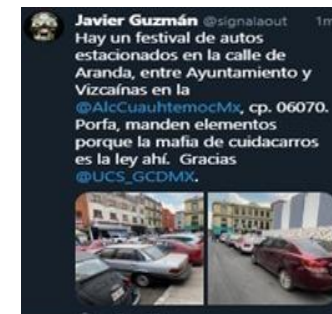 Javier Guzmán @signalaout 1m
Hay un festival de autos
estacionados en la calle de
Aranda, entre Ayuntamiento y
Vizcaínas en la
@AlcCuauhtemocMx, cp. 06070.
Porfa, manden elementos
porque la mafia de cuidacarros
es la ley ahí. Gracias
@UCS_GCDMX.